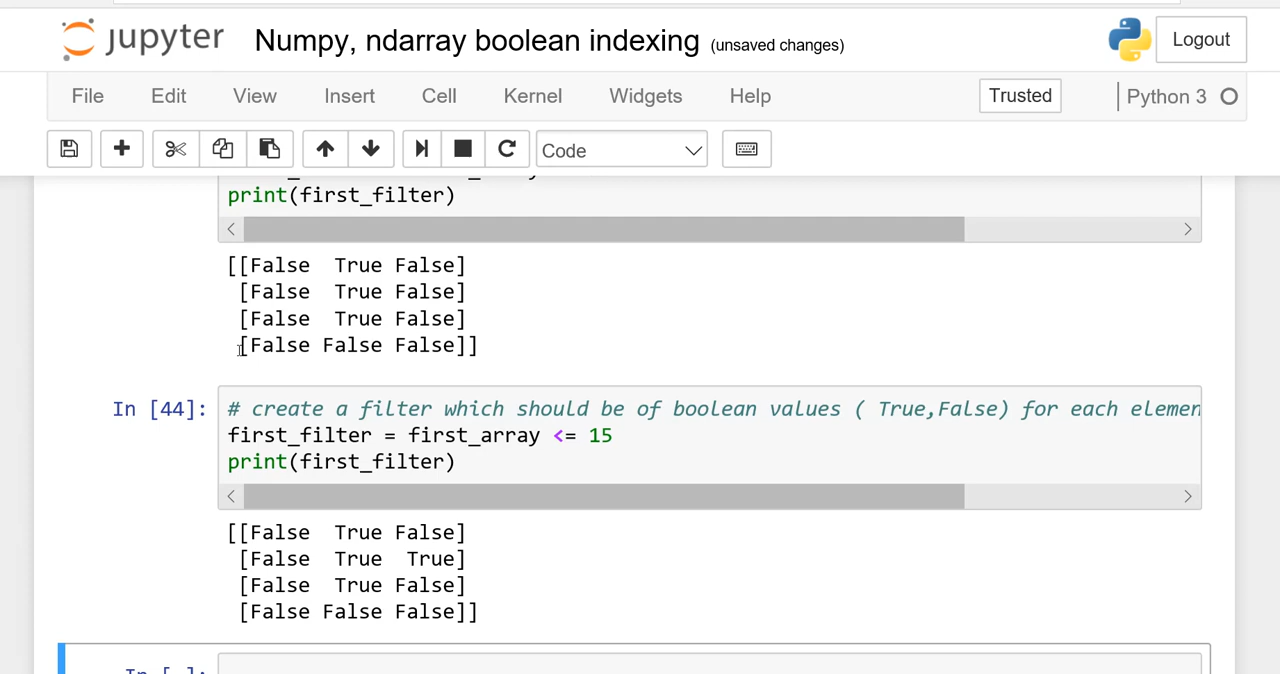 jupyter Numpy, ndarray boolean indexing (unsaved changes) Logout
File Edit View Insert Cell Kernel Widgets Help Trusted Python 3
Code
print(first_filter)
[[False  True False]
 [False  True False]
 [False  True False]
 [False False False]]
In [44]: # create a filter which should be of boolean values ( True,False) for each elemen
first_filter = first_array <= 15
print(first_filter)
[[False  True False]
 [False  True  True]
 [False  True False]
 [False False False]]
In [ ]: